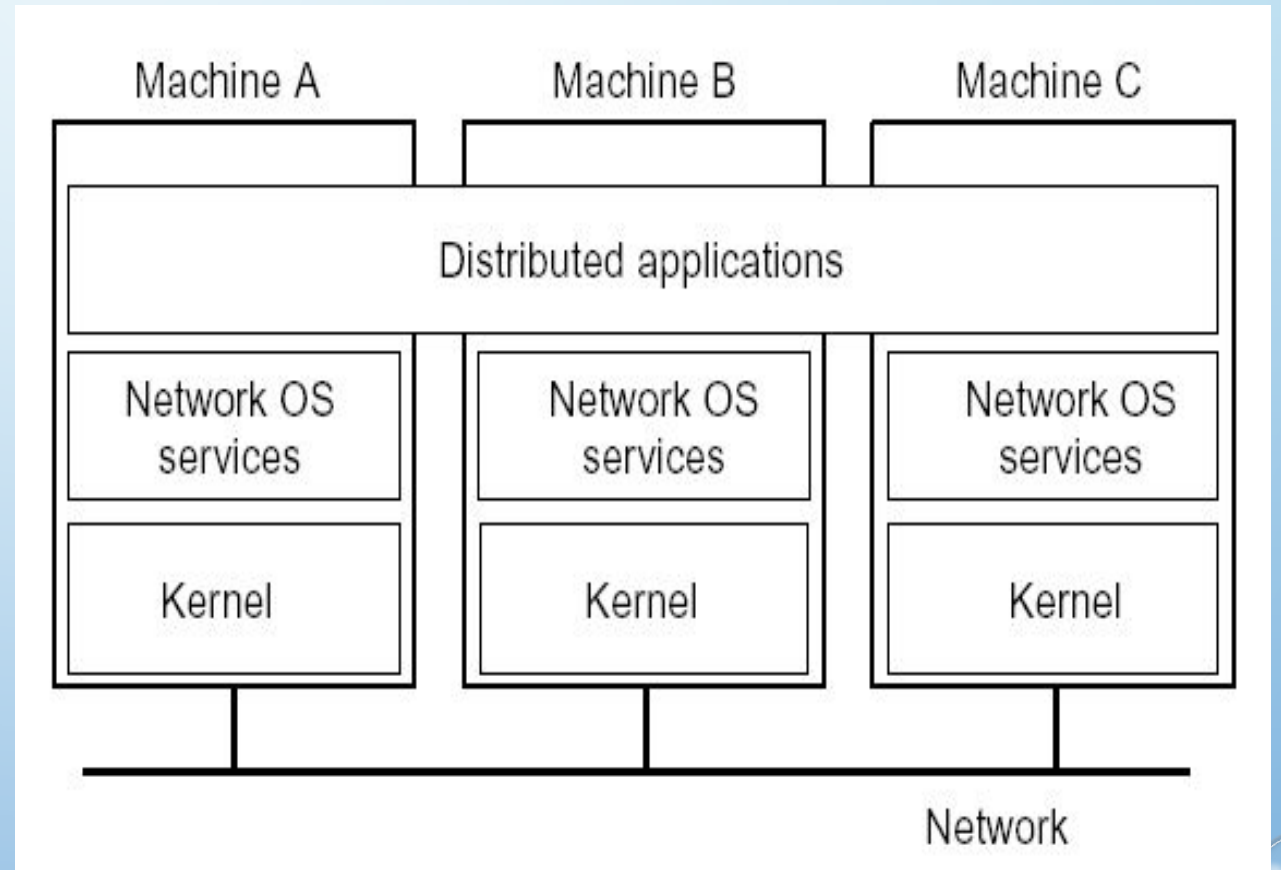 Machine A Machine B Machine C
Distributed applications
Network OS Network OS Network OS
services services services
Kernel Kernel Kernel
Network